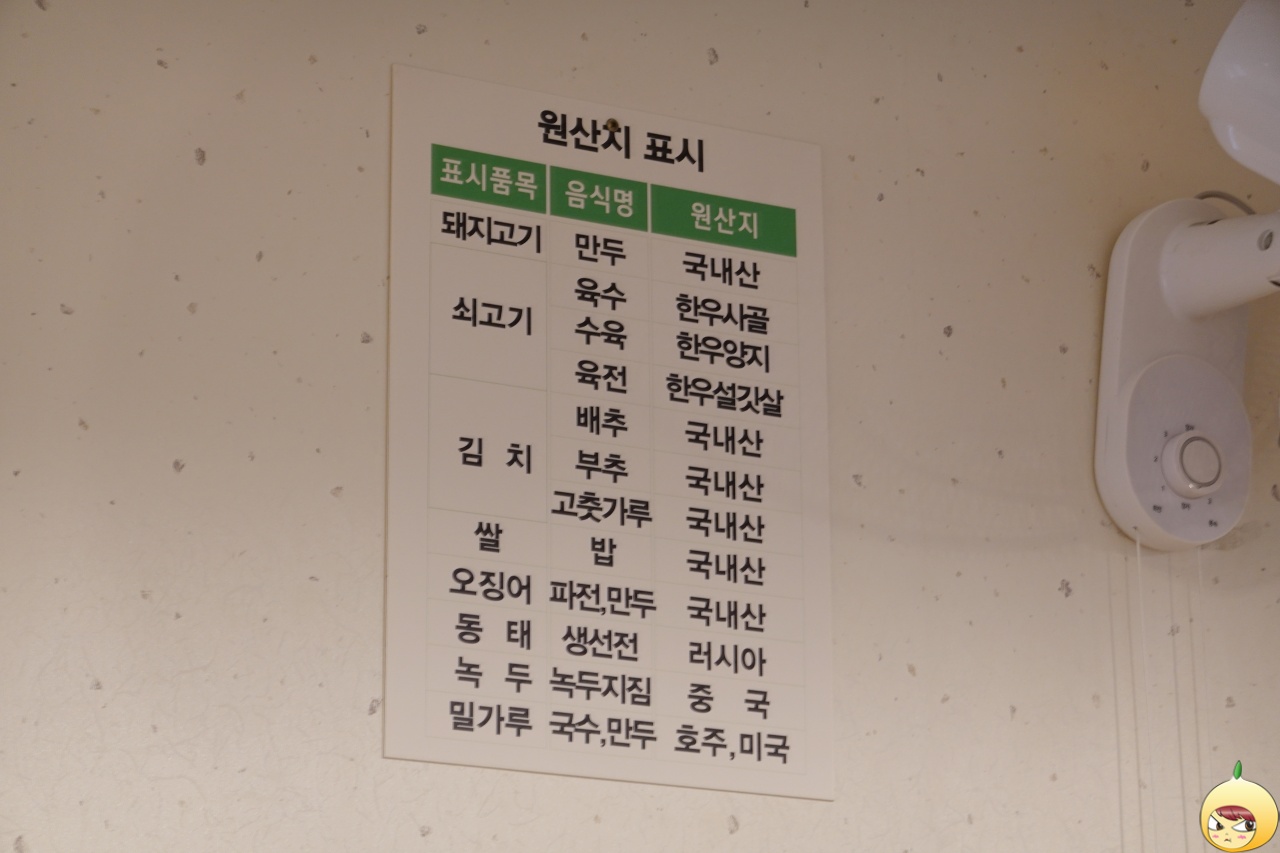 원산지 표시
표시품목 음식명 원산지
돼지고기 만두 국내산
쇠고기 육수 한우사골
수육 한우양지
육전 한우설깃살
김 치 배추 국내산
부추 국내산
고춧가루 국내산
쌀 밥 국내산
오징어 파전,만두 국내산
동 태 생선전 러시아
녹 두 녹두지짐 중 국
밀가루 국수,만두 호주,미국